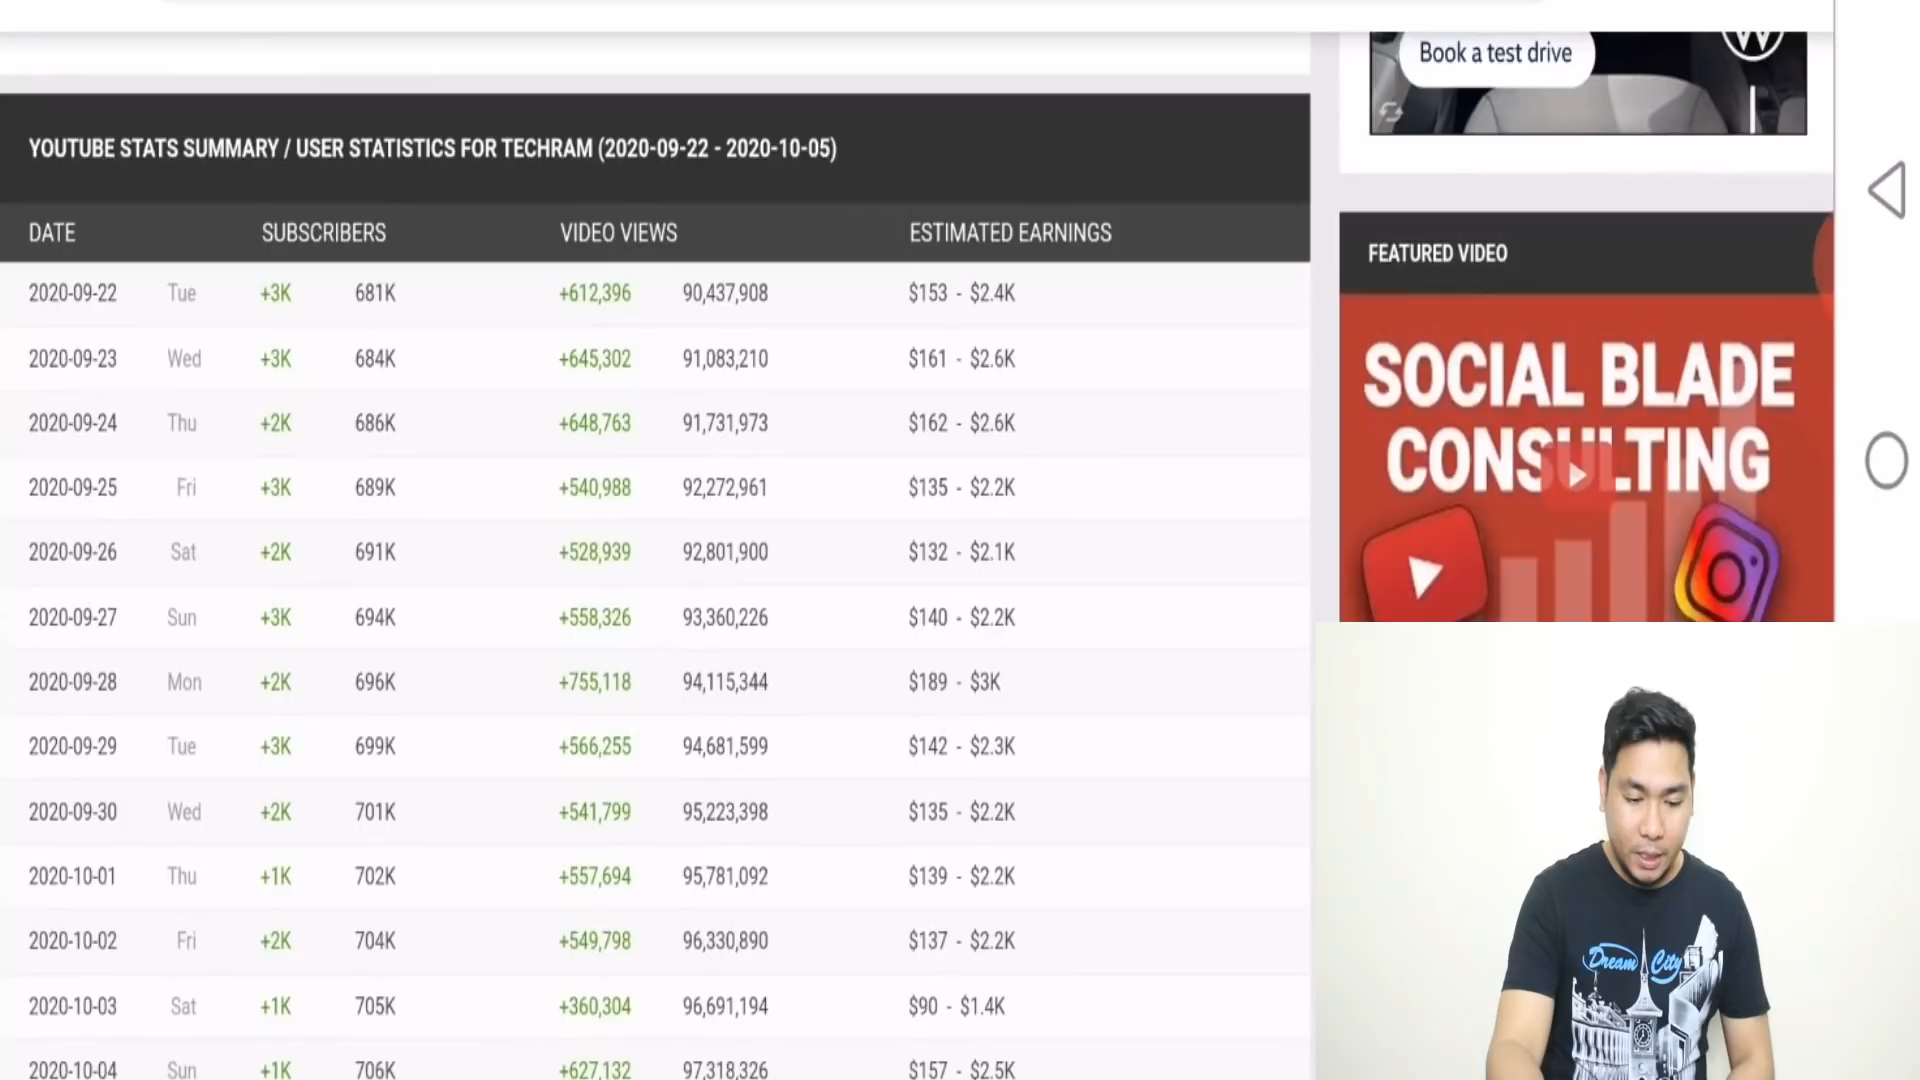 Book a test drive
YOUTUBE STATS SUMMARY / USER STATISTICS FOR TECHRAM (2020-09-22 - 2020-10-05)
DATE SUBSCRIBERS VIDEO VIEWS ESTIMATED EARNINGS
2020-09-22 Tue +3K 681K +612,396 90,437,908 $153 - $2.4K
2020-09-23 Wed +3K 684K +645,302 91,083,210 $161 - $2.6K
2020-09-24 Thu +2K 686K +648,763 91,731,973 $162 - $2.6K
2020-09-25 Fri +3K 689K +540,988 92,272,961 $135 - $2.2K
2020-09-26 Sat +2K 691K +528,939 92,801,900 $132 - $2.1K
2020-09-27 Sun +3K 694K +558,326 93,360,226 $140 - $2.2K
2020-09-28 Mon +2K 696K +755,118 94,115,344 $189 - $3K
2020-09-29 Tue +3K 699K +566,255 94,681,599 $142 - $2.3K
2020-09-30 Wed +2K 701K +541,799 95,223,398 $135 - $2.2K
2020-10-01 Thu +1K 702K +557,694 95,781,092 $139 - $2.2K
2020-10-02 Fri +2K 704K +549,798 96,330,890 $137 - $2.2K
2020-10-03 Sat +1K 705K +360,304 96,691,194 $90 - $1.4K
2020-10-04 Sun +1K 706K +627,132 97,318,326 $157 - $2.5K
FEATURED VIDEO
SOCIAL BLADE
CONSULTING
Dream City